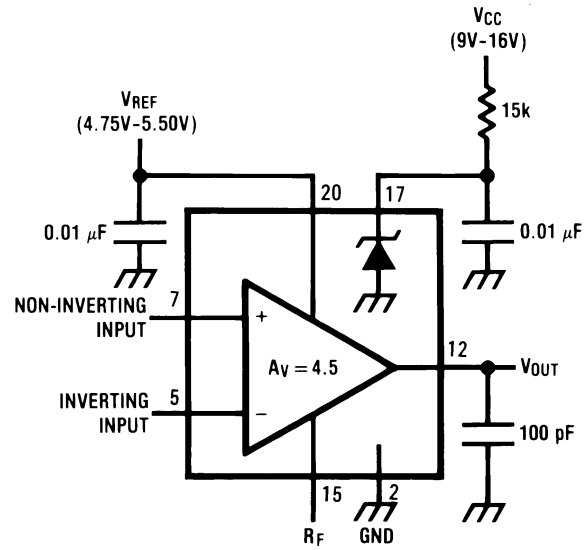 VCC
(9V-16V)
VREF
(4.75V-5.50V)
15k
20
17
0.01 μF
0.01 μF
7
NON-INVERTING
INPUT
+
12
AV = 4.5
VOUT
5
INVERTING
INPUT
−
100 pF
15
2
RF
GND